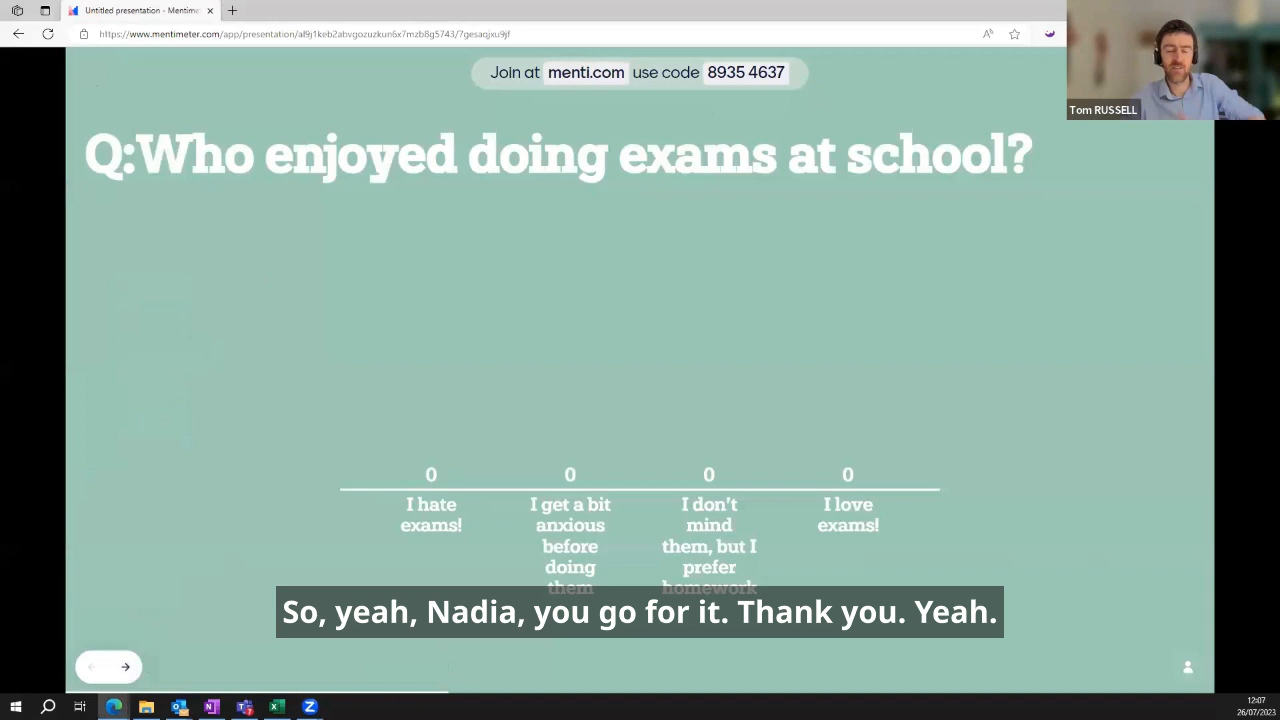 Untitled presentation - Mentime
https://www.mentimeter.com/app/presentation/al9j1keb2abvgozuzkun6x7mzb8g5743/7gesaqjxu9jf
Join at menti.com use code 8935 4637
Tom RUSSELL
Q:Who enjoyed doing exams at school?
0 0 0 0
I hate
exams!
I get a bit
anxious
before
doing
them
I don't
mind
them, but I
prefer
homework
I love
exams!
So, yeah, Nadia, you go for it. Thank you. Yeah.
12:07
26/07/2023